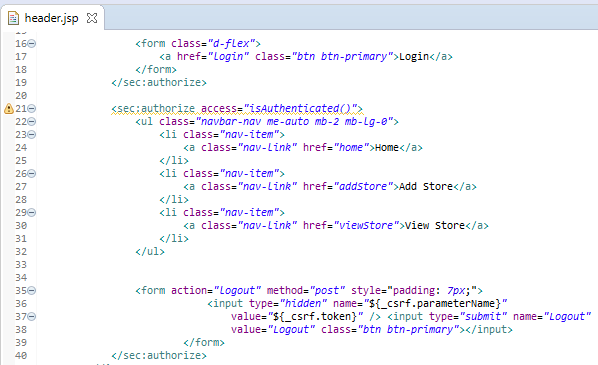 header.jsp
16 <form class="d-flex">
17 <a href="login" class="btn btn-primary">Login</a>
18 </form>
19 </sec:authorize>
20
21 <sec:authorize access="isAuthenticated()">
22 <ul class="navbar-nav me-auto mb-2 mb-lg-0">
23 <li class="nav-item">
24 <a class="nav-link" href="home">Home</a>
25 </li>
26 <li class="nav-item">
27 <a class="nav-link" href="addStore">Add Store</a>
28 </li>
29 <li class="nav-item">
30 <a class="nav-link" href="viewStore">View Store</a>
31 </li>
32 </ul>
33
34
35 <form action="Logout" method="post" style="padding: 7px;">
36 <input type="hidden" name="${_csrf.parameterName}"
37 value="${_csrf.token}" /> <input type="submit" name="Logout"
38 value="Logout" class="btn btn-primary"></input>
39 </form>
40 </sec:authorize>